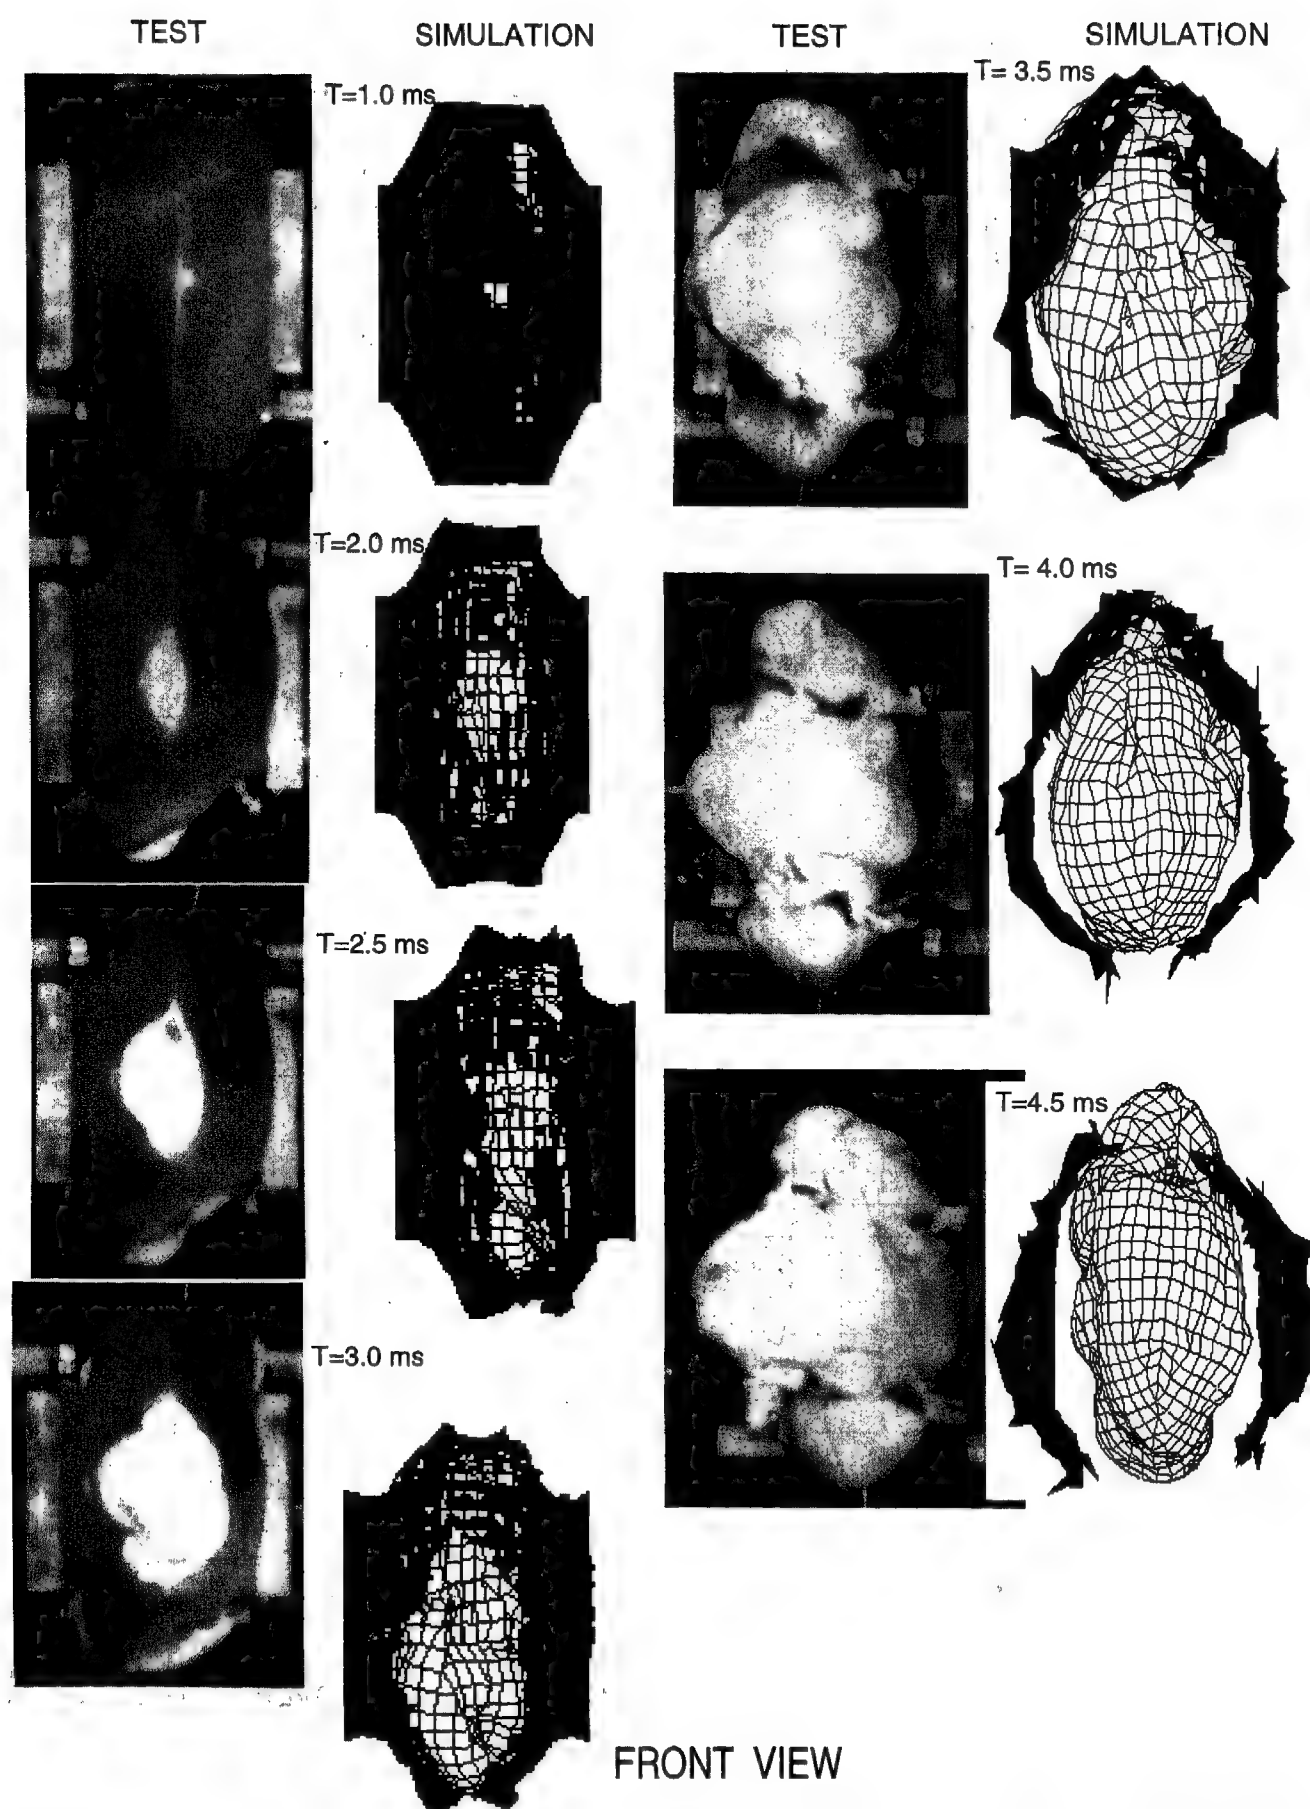 TEST
SIMULATION
T=1.0 ms
T=2.0 ms
T=2.5 ms
T=3.0 ms
TEST
SIMULATION
T= 3.5 ms
T= 4.0 ms
T=4.5 ms
FRONT VIEW